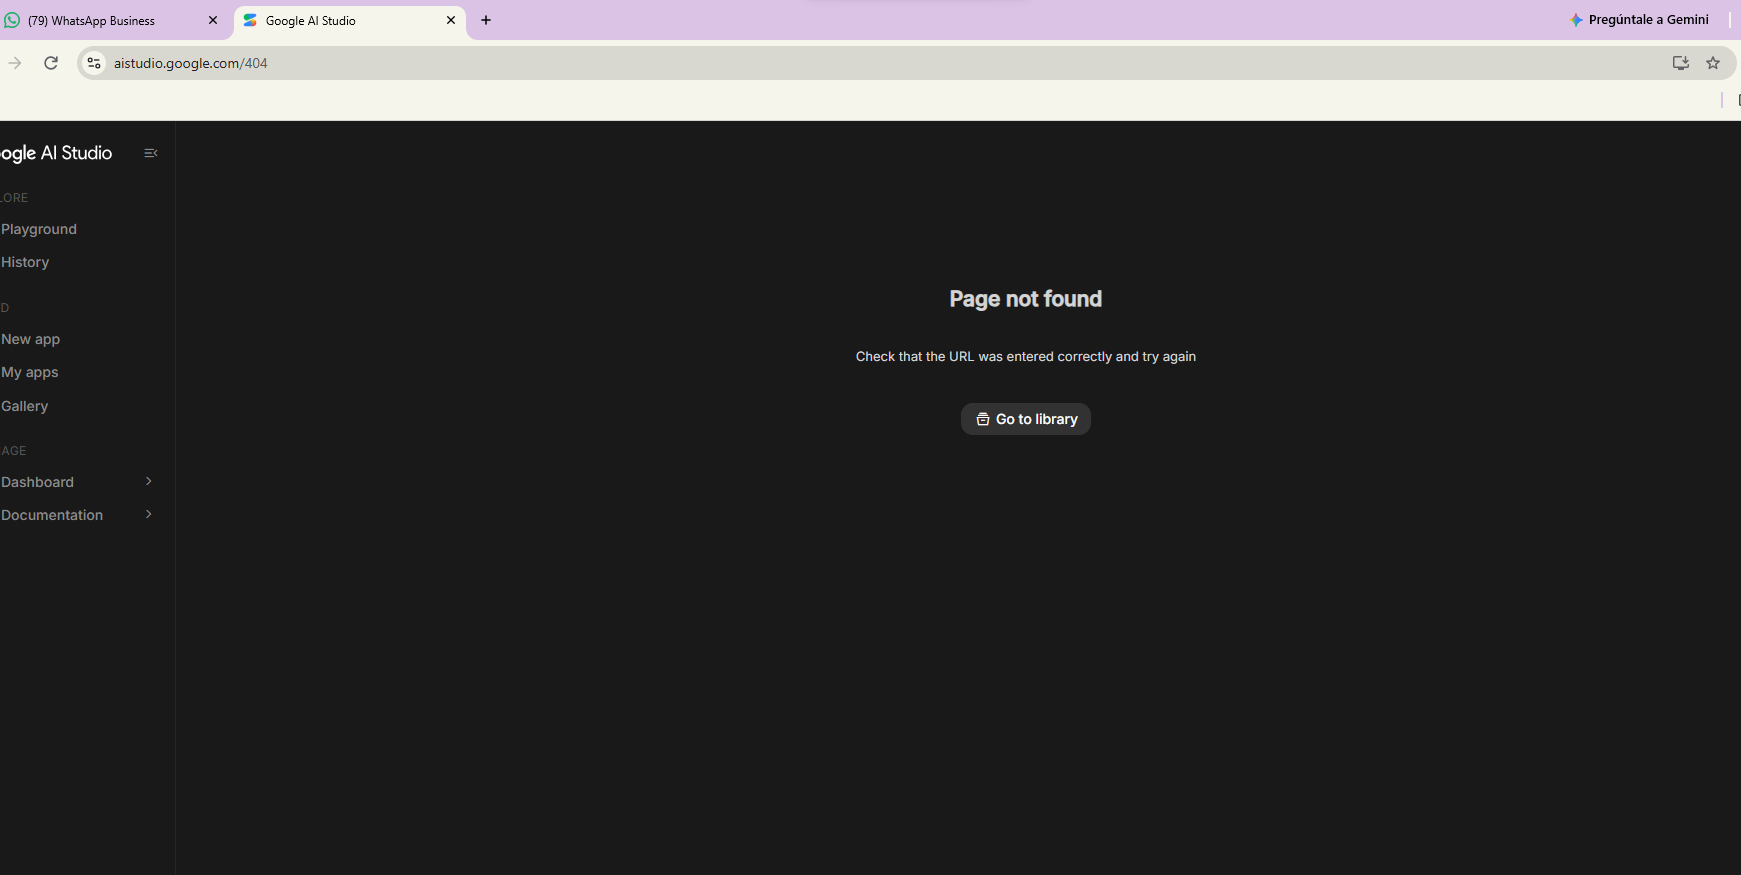 (79) WhatsApp Business
Google AI Studio
Pregúntale a Gemini
aistudio.google.com/404
ogle AI Studio
LORE
Playground
History
D
New app
My apps
Gallery
AGE
Dashboard
Documentation
Page not found
Check that the URL was entered correctly and try again
Go to library